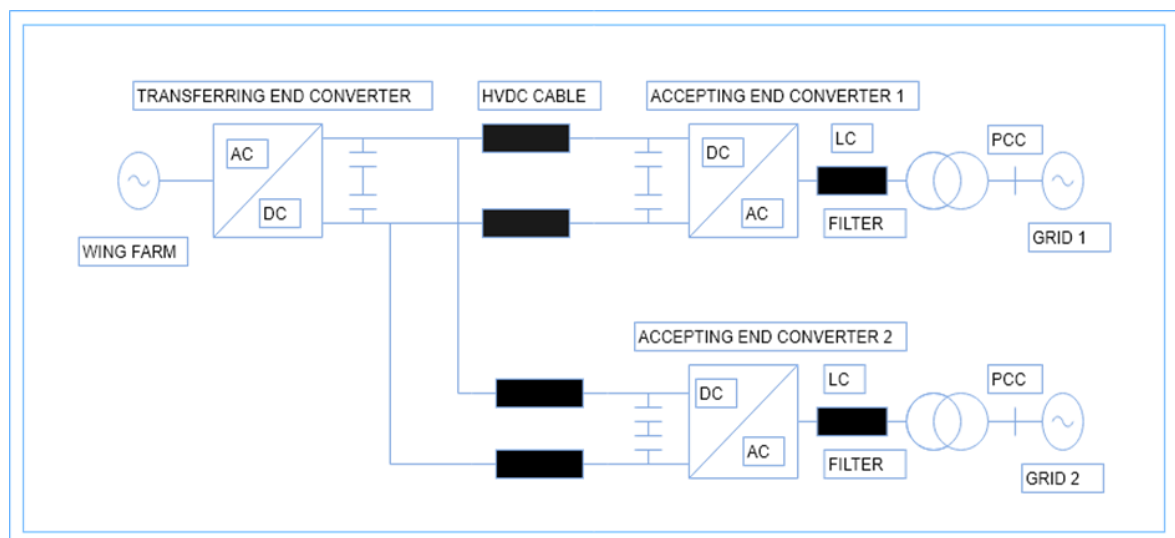 TRANSFERRING END CONVERTER
HVDC CABLE
ACCEPTING END CONVERTER 1
AC
DC
DC
AC
LC
PCC
WING FARM
FILTER
GRID 1
ACCEPTING END CONVERTER 2
DC
AC
LC
PCC
FILTER
GRID 2